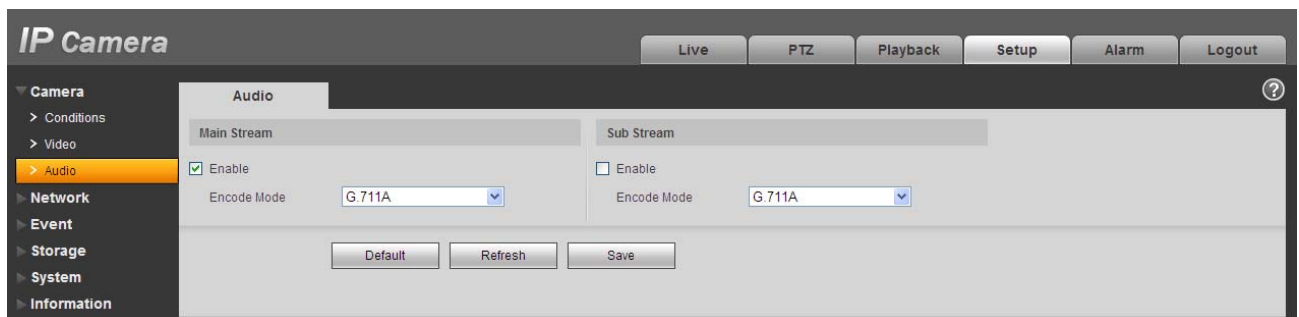 IP Camera
Live PTZ Playback Setup Alarm Logout
Camera
> Conditions
> Video
> Audio
Network
Event
Storage
System
Information
Audio
?
Main Stream
Enable
Encode Mode G.711A
Sub Stream
Enable
Encode Mode G.711A
Default Refresh Save